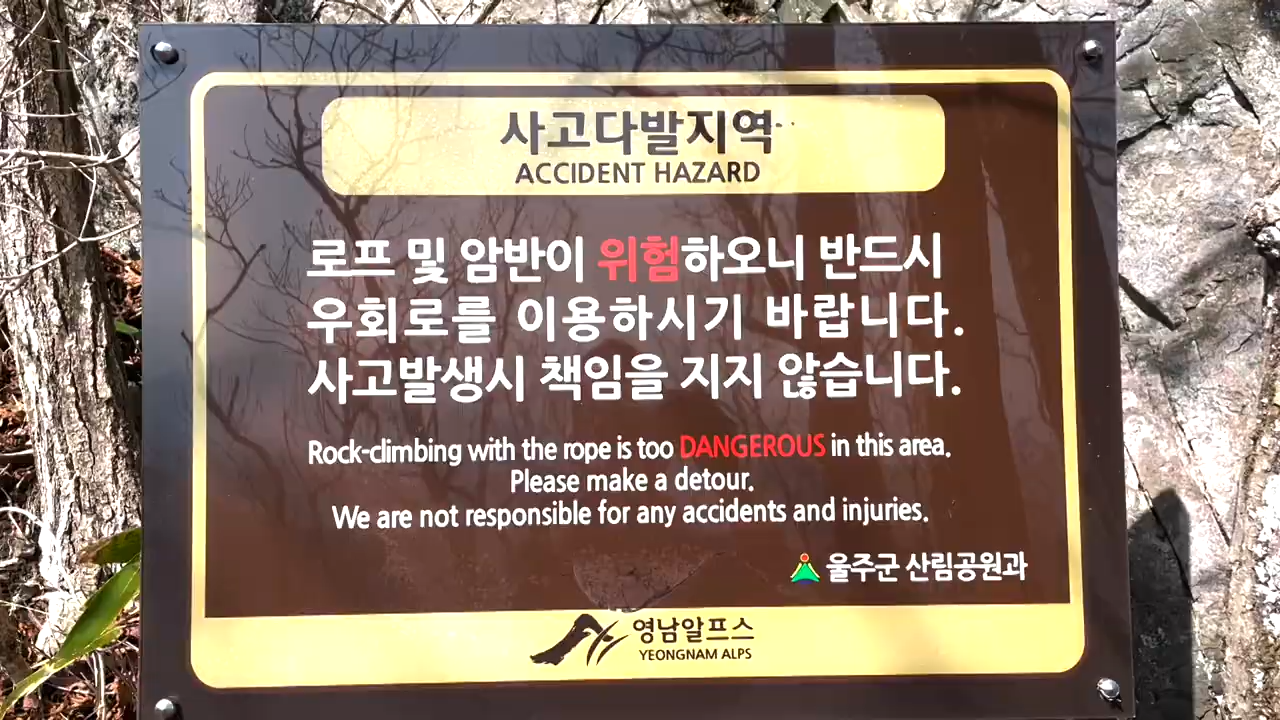 사고다발지역
ACCIDENT HAZARD
로프 및 암반이 위험하오니 반드시
우회로를 이용하시기 바랍니다.
사고발생시 책임을 지지 않습니다.
Rock-climbing with the rope is too DANGEROUS in this area.
Please make a detour.
We are not responsible for any accidents and injuries.
울주군 산림공원과
영남알프스
YEONGNAM ALPS